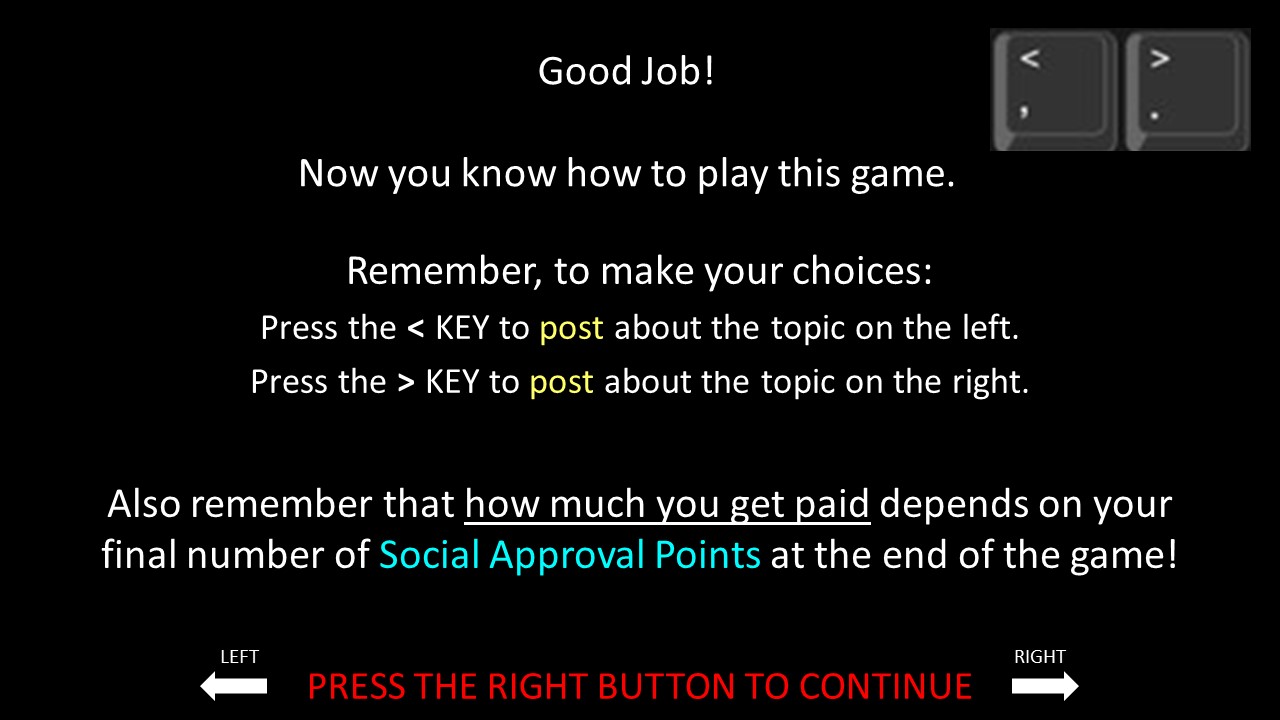 Good Job!
< >
, .
Now you know how to play this game.
Remember, to make your choices:
Press the < KEY to post about the topic on the left.
Press the > KEY to post about the topic on the right.
Also remember that how much you get paid depends on your
final number of Social Approval Points at the end of the game!
LEFT RIGHT
PRESS THE RIGHT BUTTON TO CONTINUE